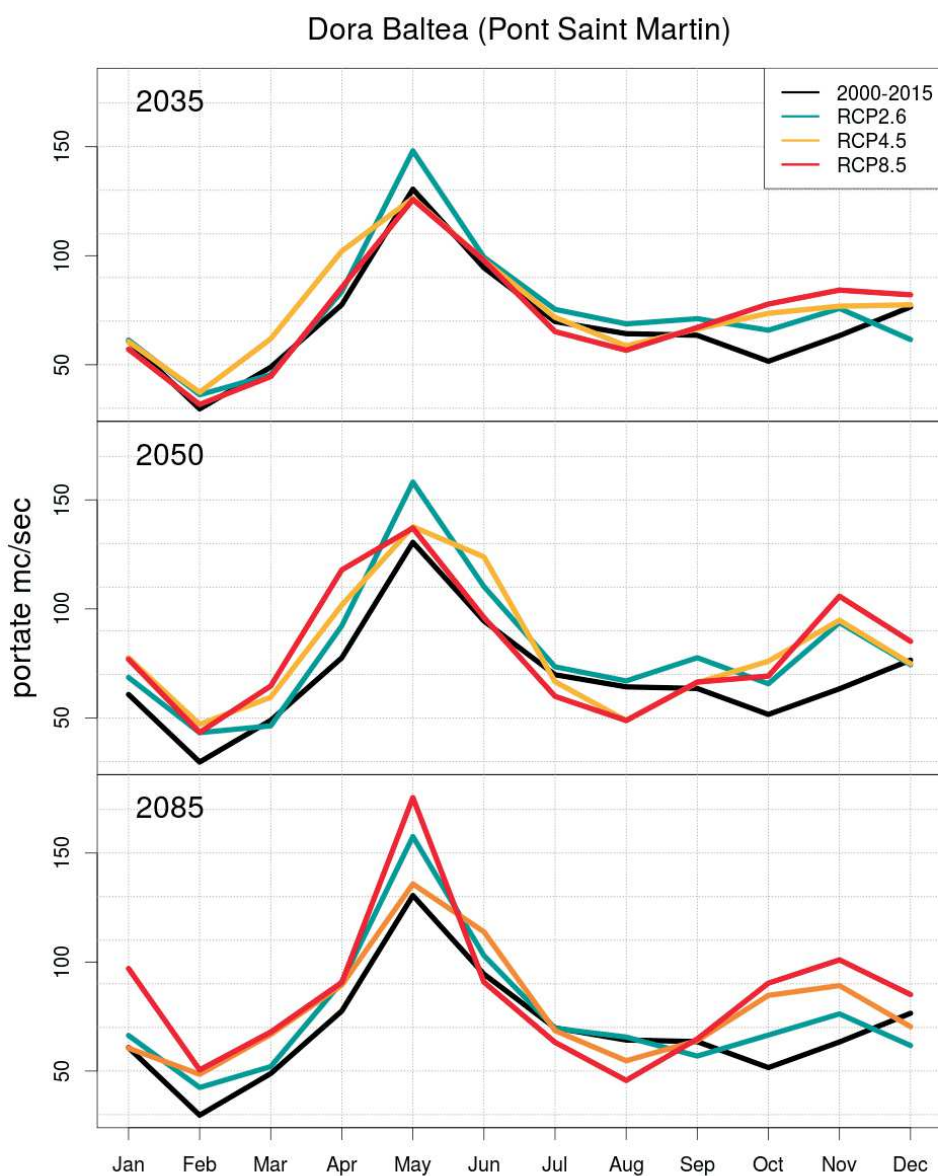 Dora Baltea (Pont Saint Martin)
2035
2000-2015
RCP2.6
RCP4.5
RCP8.5
150
100
50
2050
150
100
50
portate mc/sec
2085
150
100
50
Jan Feb Mar Apr May Jun Jul Aug Sep Oct Nov Dec